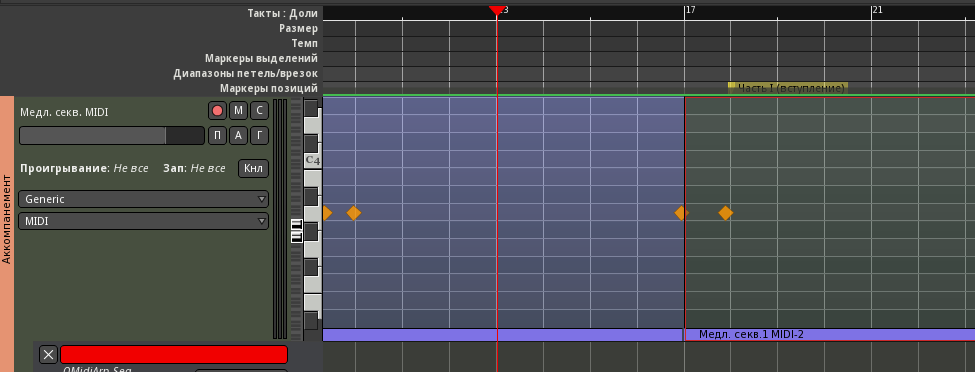 Такты : Доли
13 17 21
Размер
Темп
Маркеры выделений
Диапазоны петель/врезок
Маркеры позиций
Часть I (вступление)
Аккомпанемент
Медл. секв. MIDI
М С
П А Г
C4
Проигрывание: Не все Зап: Не все Кнл
Generic
MIDI
Медл. секв.1 MIDI-2
QMidiArp Seq